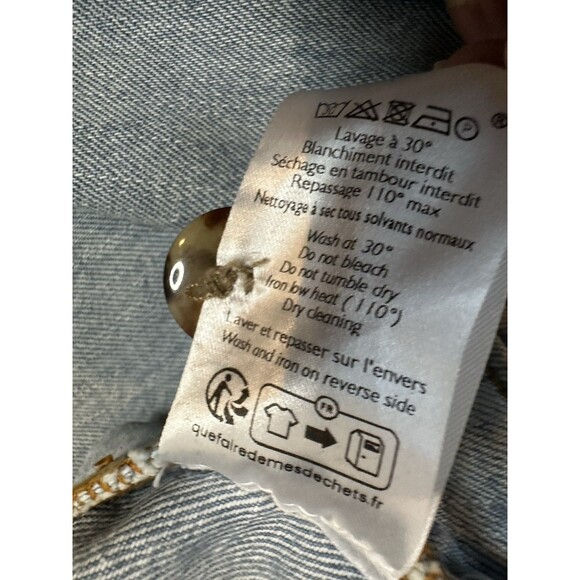 30 P ®
Lavage à 30°
Blanchiment interdit
Séchage en tambour interdit
Repassage 110° max
Nettoyage à sec tous solvants normaux
Wash at 30°
Do not bleach
Do not tumble dry
Iron low heat (110°)
Dry cleaning
Laver et repasser sur l'envers
Wash and iron on reverse side
FR
quefairedemesdechets.fr